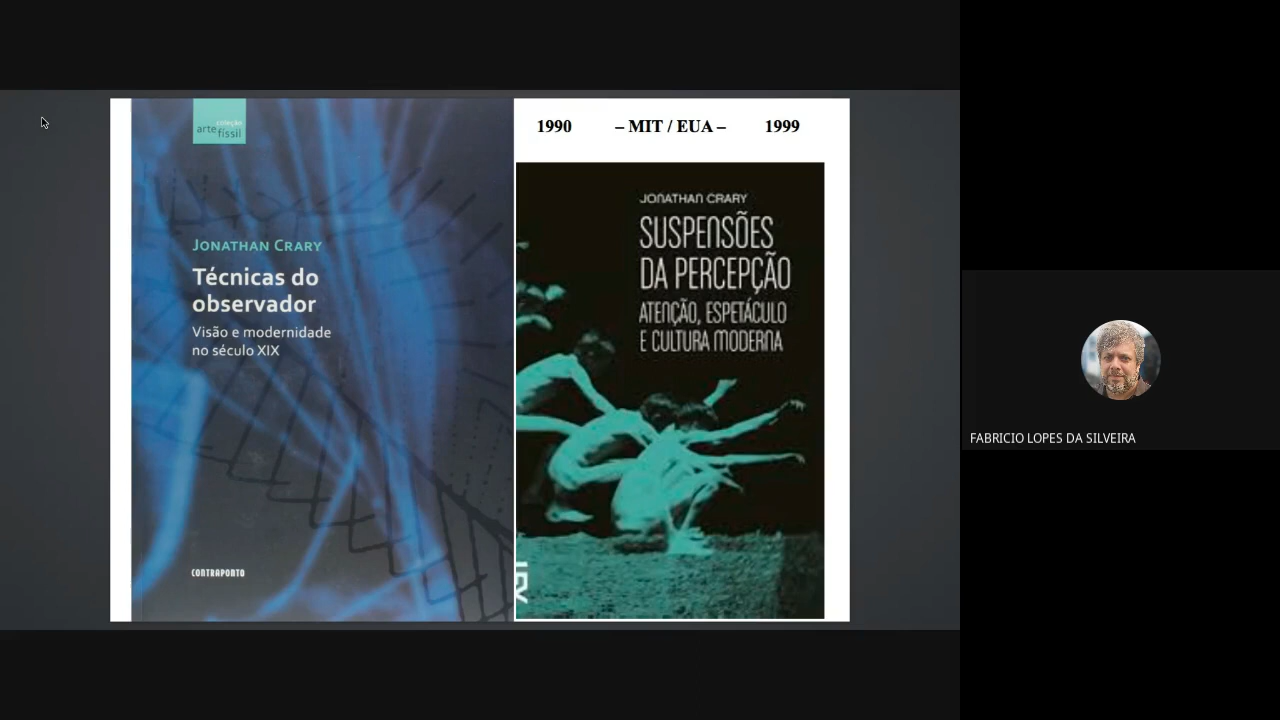 coleção
arte físsil
JONATHAN CRARY
Técnicas do
observador
Visão e modernidade
no século XIX
CONTRAPONTO
1990 – MIT / EUA – 1999
JONATHAN CRARY
SUSPENSÕES
DA PERCEPÇÃO
ATENÇÃO, ESPETÁCULO
E CULTURA MODERNA
FABRICIO LOPES DA SILVEIRA